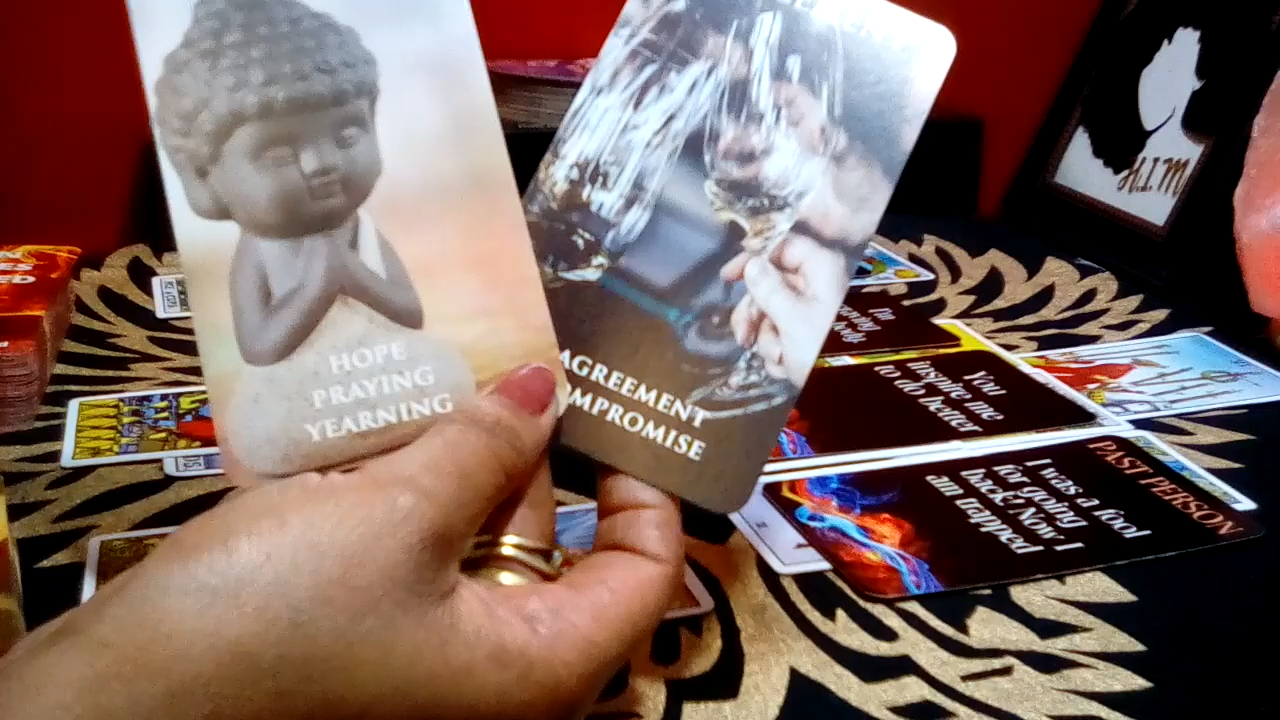 HOPE
PRAYING
YEARNING
AGREEMENT
COMPROMISE
H.I.M
You
inspire me
to do better
PAST PERSON
I was a fool
for going
back! Now I
am trapped